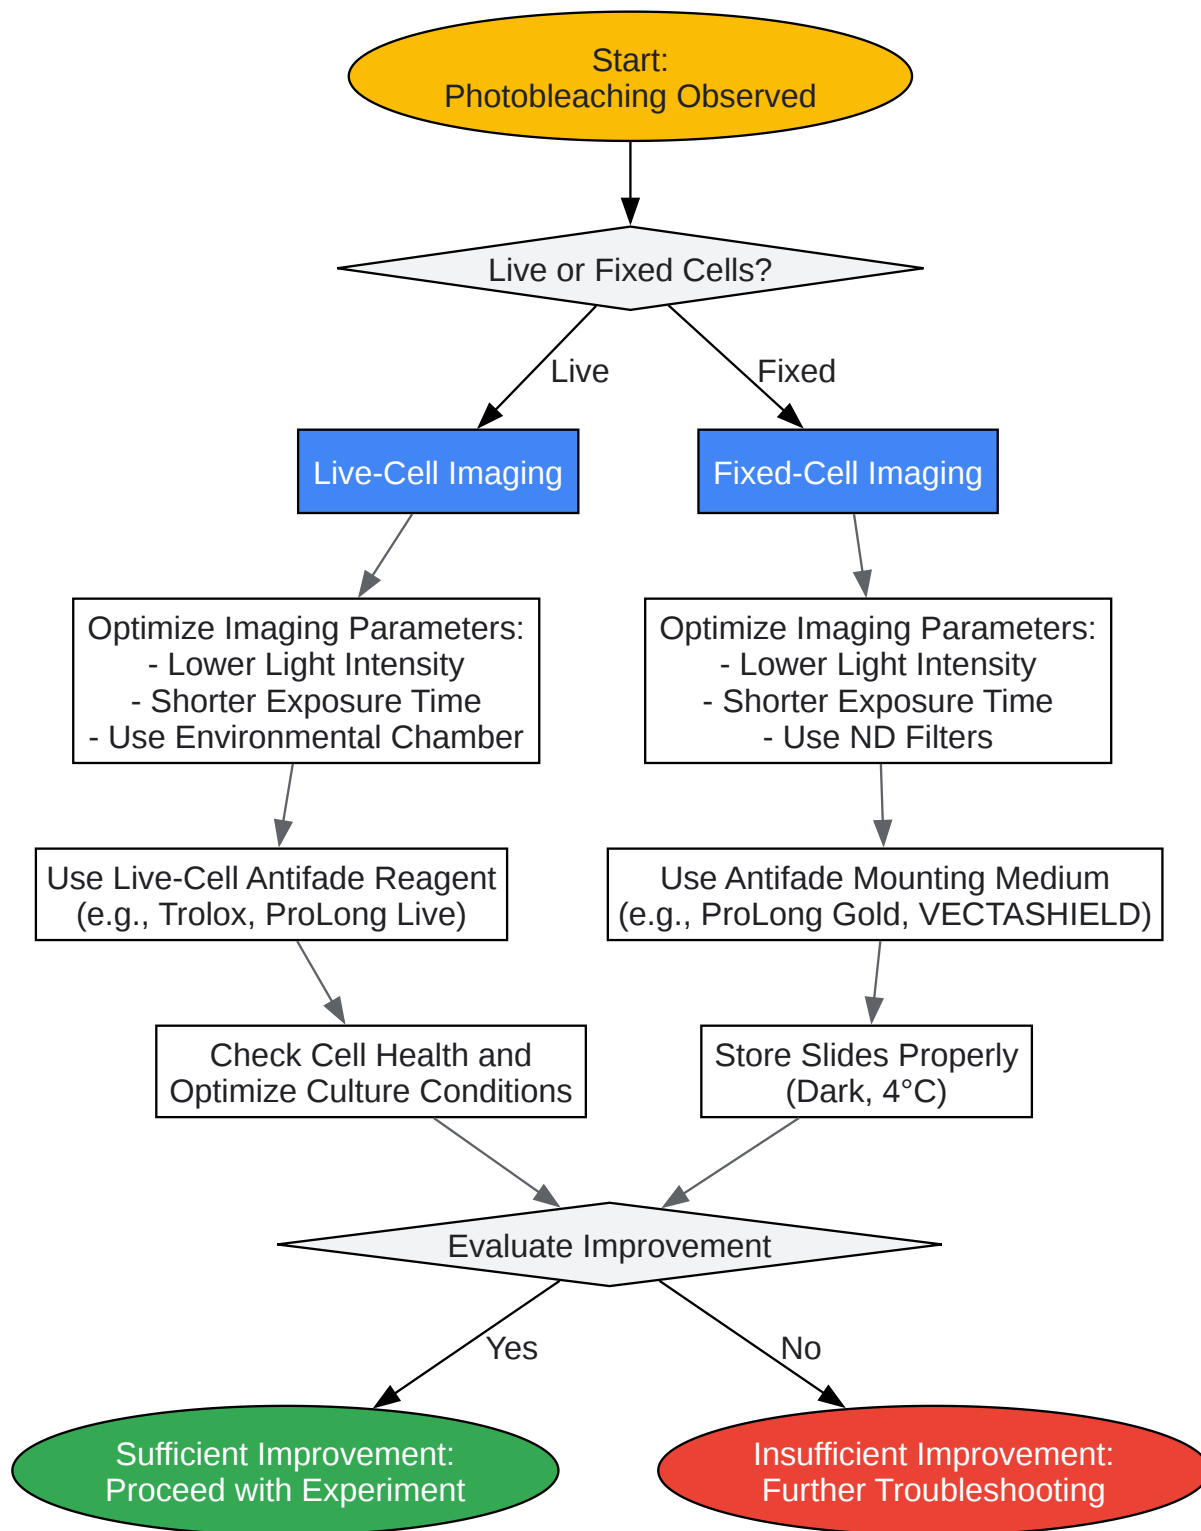 Start:
Photobleaching Observed
Live or Fixed Cells?
Live
Fixed
Live-Cell Imaging
Fixed-Cell Imaging
Optimize Imaging Parameters:
- Lower Light Intensity
- Shorter Exposure Time
- Use Environmental Chamber
Optimize Imaging Parameters:
- Lower Light Intensity
- Shorter Exposure Time
- Use ND Filters
Use Live-Cell Antifade Reagent
(e.g., Trolox, ProLong Live)
Use Antifade Mounting Medium
(e.g., ProLong Gold, VECTASHIELD)
Check Cell Health and
Optimize Culture Conditions
Store Slides Properly
(Dark, 4°C)
Evaluate Improvement
Yes
No
Sufficient Improvement:
Proceed with Experiment
Insufficient Improvement:
Further Troubleshooting